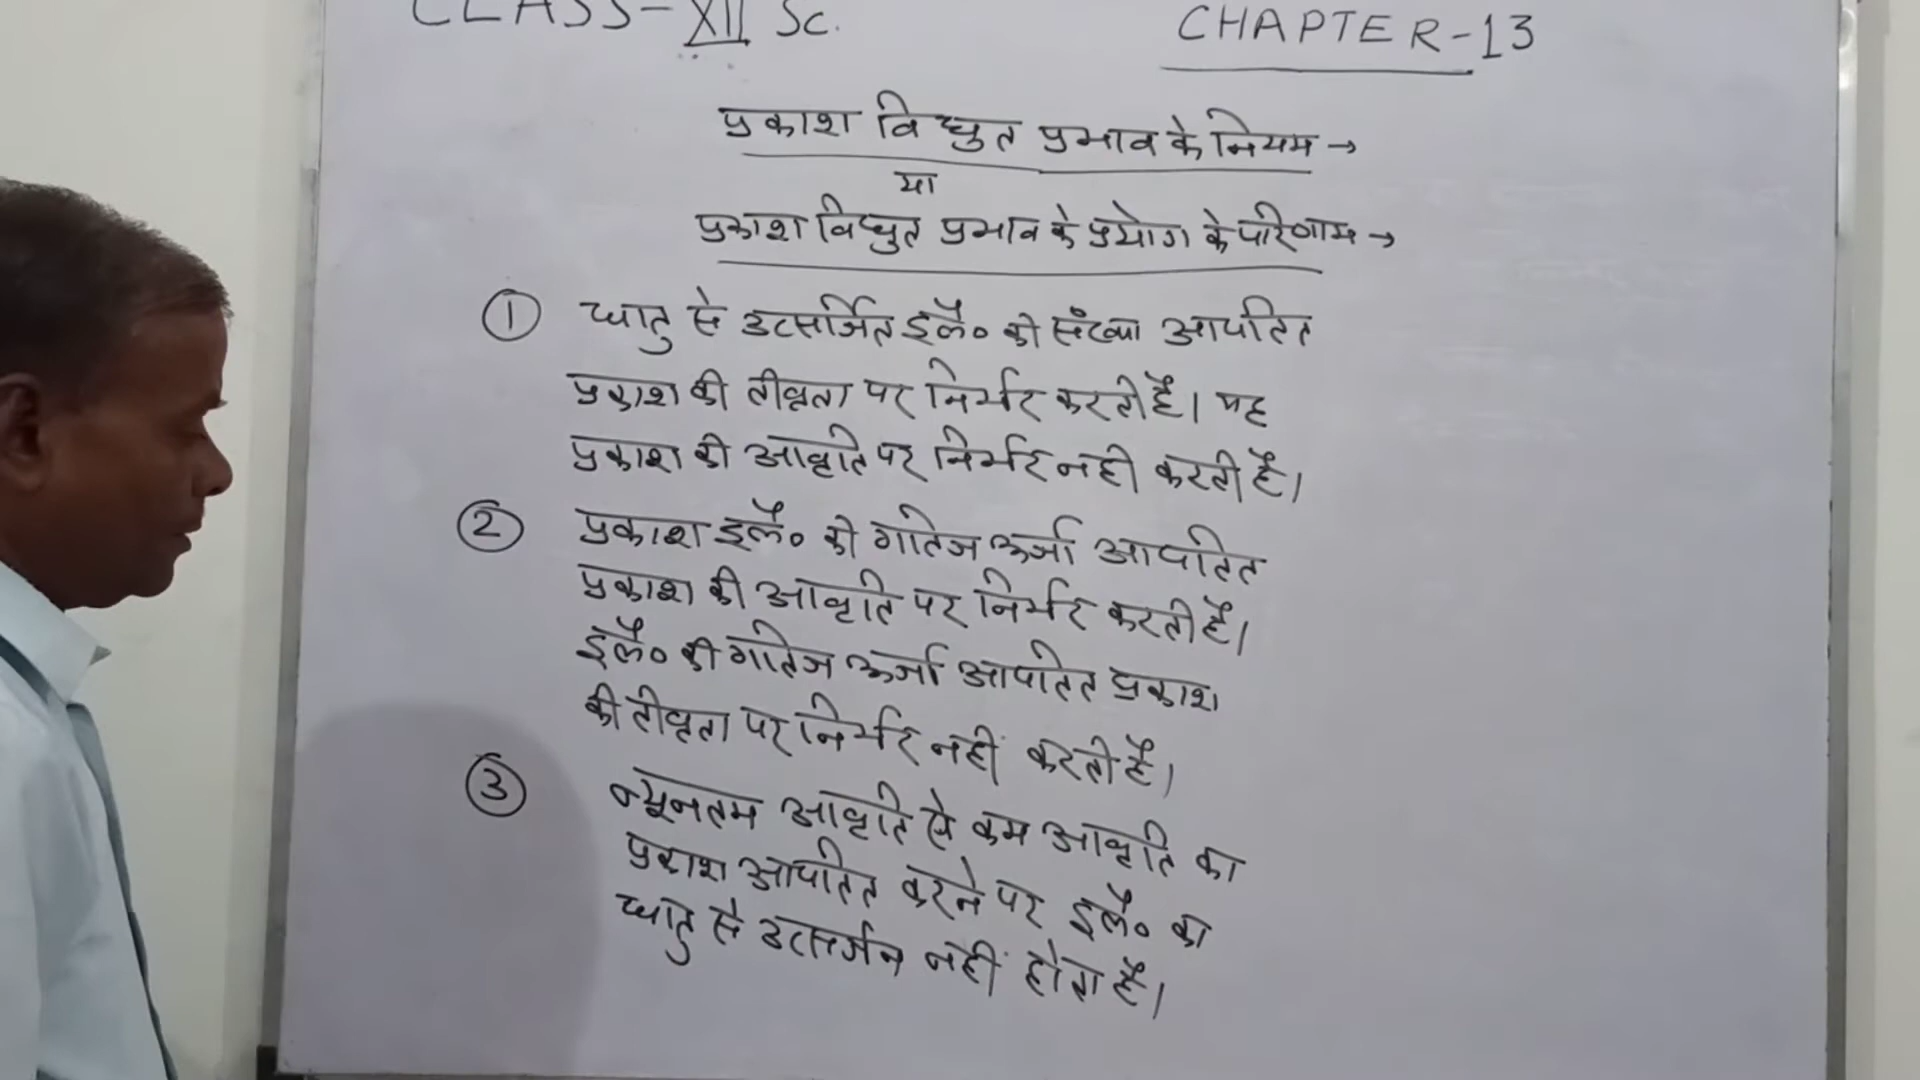 CLASS-XII Sc.
CHAPTER-13
प्रकाश विद्युत प्रभाव के नियम →
या
प्रकाश विद्युत प्रभाव के प्रयोग के परिणाम →
① धातु से उत्सर्जित इलै० की संख्या आपतित
प्रकाश की तीव्रता पर निर्भर करती है। यह
प्रकाश की आवृति पर निर्भर नही करती है।
② प्रकाश इलै० की गतिज ऊर्जा आपतित
प्रकाश की आवृति पर निर्भर करती है।
इलै० की गतिज ऊर्जा आपतित प्रकाश
की तीव्रता पर निर्भर नहीं करती है।
③ न्यूनतम आवृति से कम आवृति का
प्रकाश आपतित करने पर इलै० का
धातु से उत्सर्जन नहीं होता है।